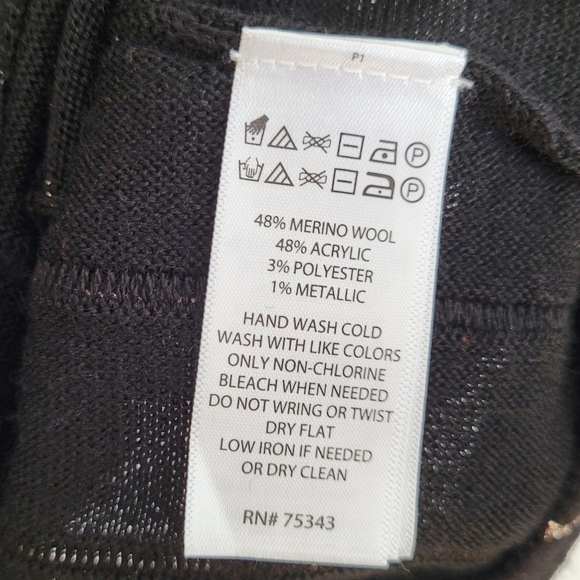 P1
P
P
48% MERINO WOOL
48% ACRYLIC
3% POLYESTER
1% METALLIC
HAND WASH COLD
WASH WITH LIKE COLORS
ONLY NON-CHLORINE
BLEACH WHEN NEEDED
DO NOT WRING OR TWIST
DRY FLAT
LOW IRON IF NEEDED
OR DRY CLEAN
RN# 75343